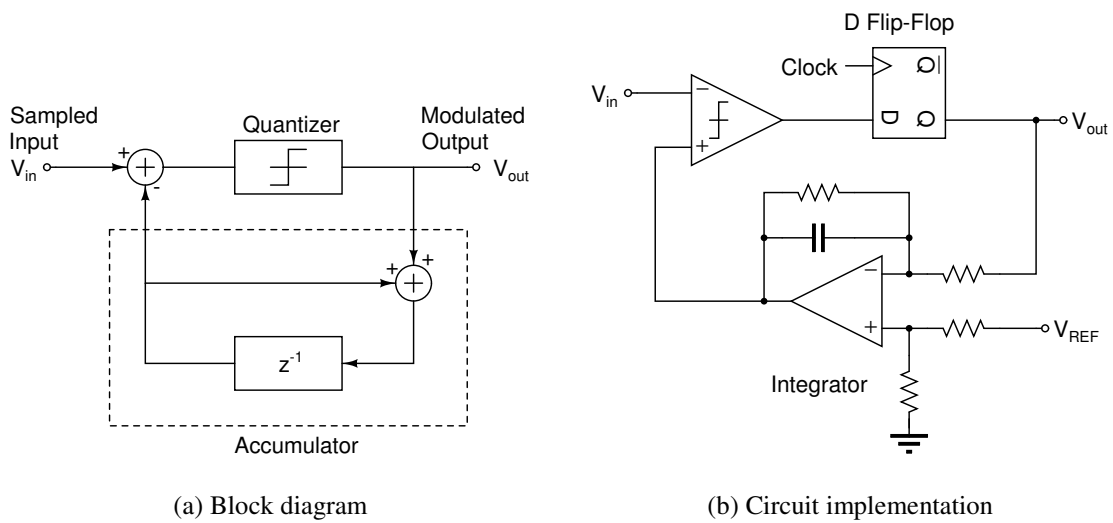 Sampled
Input
V_in
+
+
-
Quantizer
Modulated
Output
V_out
+
+
+
z⁻¹
Accumulator
(a) Block diagram
D Flip-Flop
Clock
Q̅
D
Q
V_in
−
+
V_out
−
+
V_REF
Integrator
(b) Circuit implementation